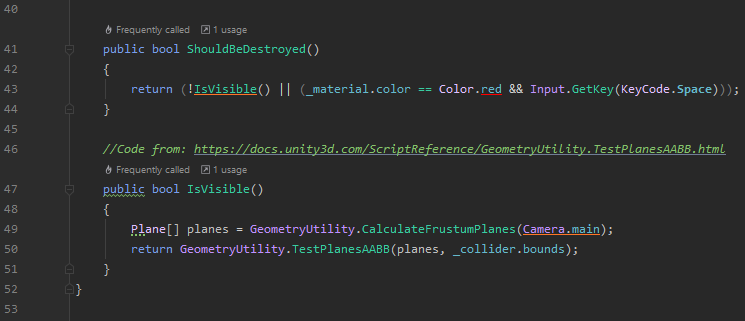 40
Frequently called 1 usage
41 public bool ShouldBeDestroyed()
42 {
43 return (!IsVisible() || (_material.color == Color.red && Input.GetKey(KeyCode.Space)));
44 }
45
46 //Code from: https://docs.unity3d.com/ScriptReference/GeometryUtility.TestPlanesAABB.html
Frequently called 1 usage
47 public bool IsVisible()
48 {
49 Plane[] planes = GeometryUtility.CalculateFrustumPlanes(Camera.main);
50 return GeometryUtility.TestPlanesAABB(planes, _collider.bounds);
51 }
52 }
53